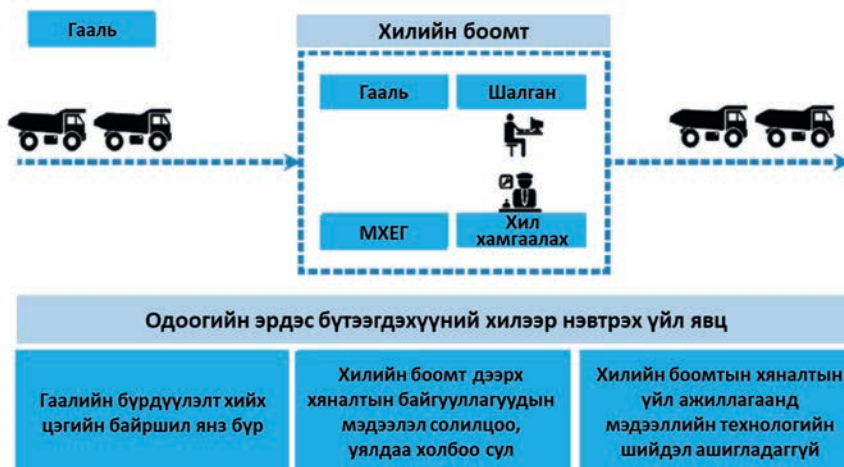 Гааль
Хилийн боомт
Гааль
Шалган
МХЕГ
Хил
хамгаалах
Одоогийн эрдэс бүтээгдэхүүний хилээр нэвтрэх үйл явц
Гаалийн бүрдүүлэлт хийх
цэгийн байршил янз бүр
Хилийн боомт дээрх
хяналтын байгууллагуудын
мэдээлэл солилцоо,
уялдаа холбоо сул
Хилийн боомтын хяналтын
үйл ажиллагаанд
мэдээллийн технологийн
шийдэл ашигладаггүй